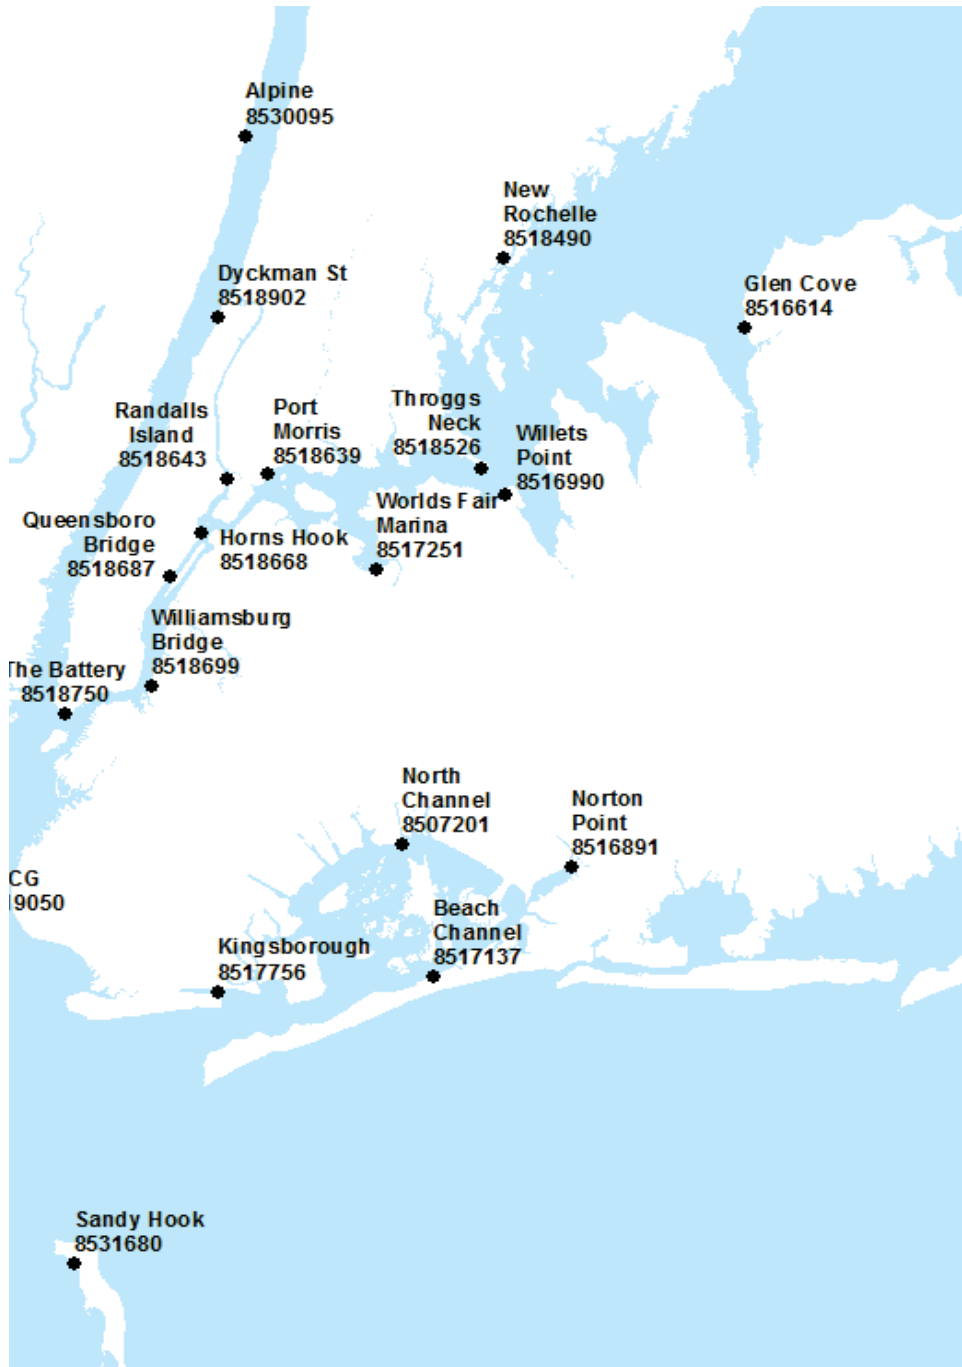 Alpine
8530095
New
Rochelle
8518490
Dyckman St
8518902
Glen Cove
8516614
Randalls
Island
8518643
Port
Morris
8518639
Throggs
Neck
8518526
Willets
Point
8516990
Queensboro
Bridge
8518687
Horns Hook
8518668
Worlds Fair
Marina
8517251
Williamsburg
Bridge
8518699
The Battery
8518750
North
Channel
8507201
Norton
Point
8516891
CG
9050
Beach
Channel
8517137
Kingsborough
8517756
Sandy Hook
8531680